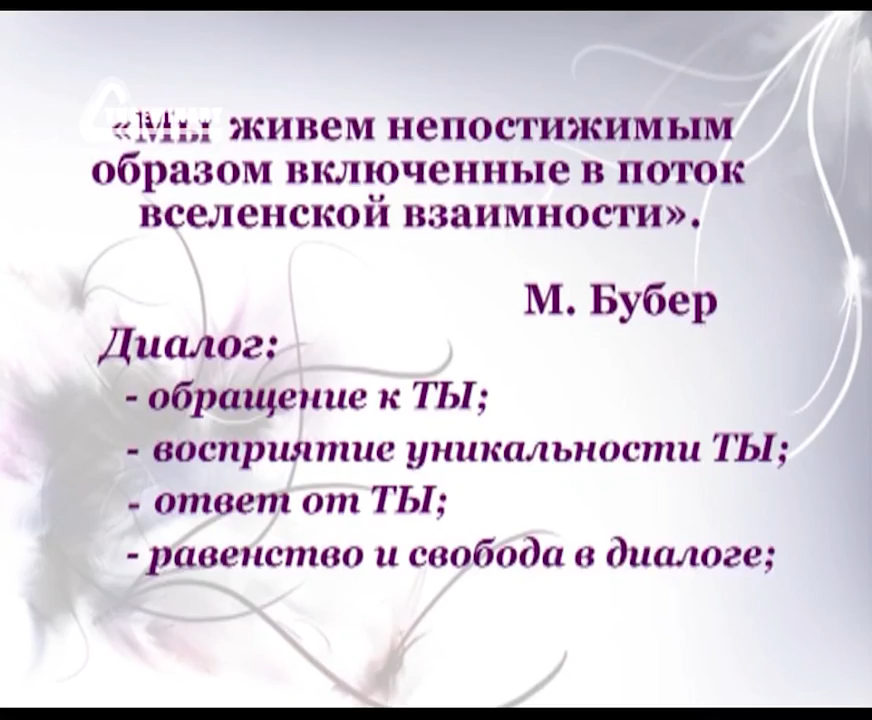 «Мы живем непостижимым
образом включенные в поток
вселенской взаимности».
М. Бубер
Диалог:
- обращение к ТЫ;
- восприятие уникальности ТЫ;
- ответ от ТЫ;
- равенство и свобода в диалоге;